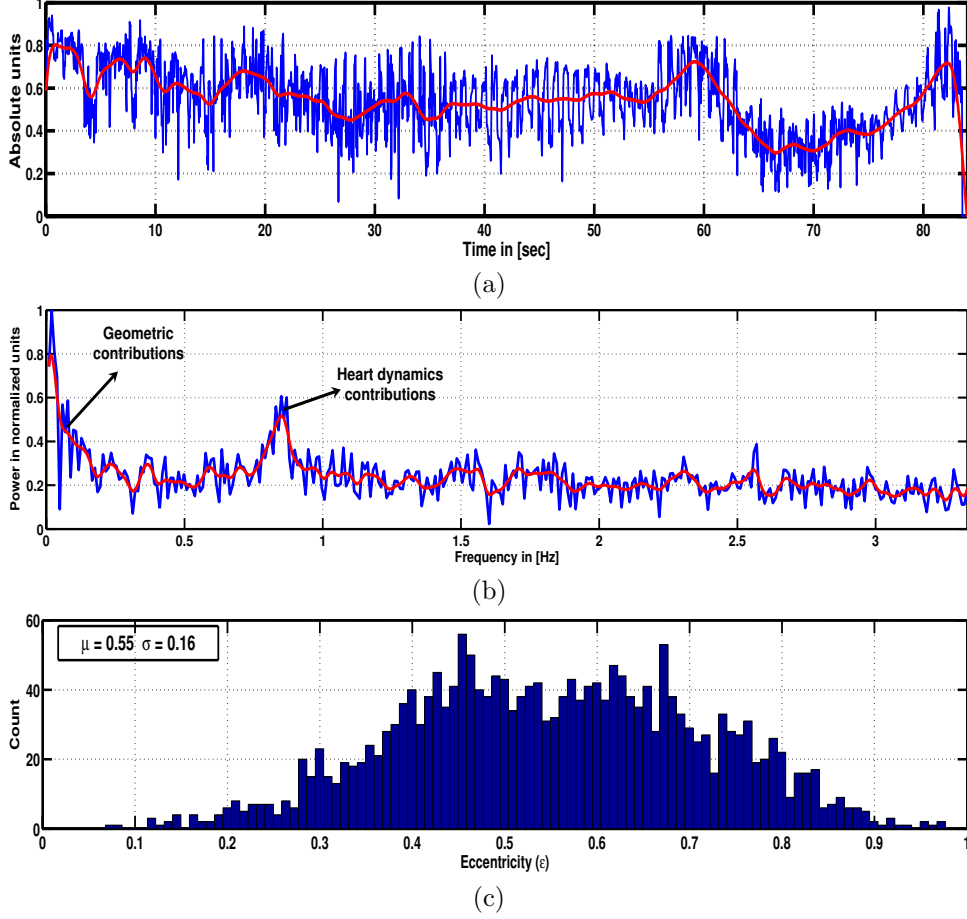 1
0.8
0.6
0.4
0.2
0
Absolute units
0 10 20 30 40 50 60 70 80
Time in [sec]
(a)
1
0.8
0.6
0.4
0.2
0
Power in normalized units
Geometric
contributions
Heart dynamics
contributions
0 0.5 1 1.5 2 2.5 3
Frequency in [Hz]
(b)
60
40
20
0
Count
μ = 0.55 σ = 0.16
0 0.1 0.2 0.3 0.4 0.5 0.6 0.7 0.8 0.9 1
Eccentricity (ε)
(c)